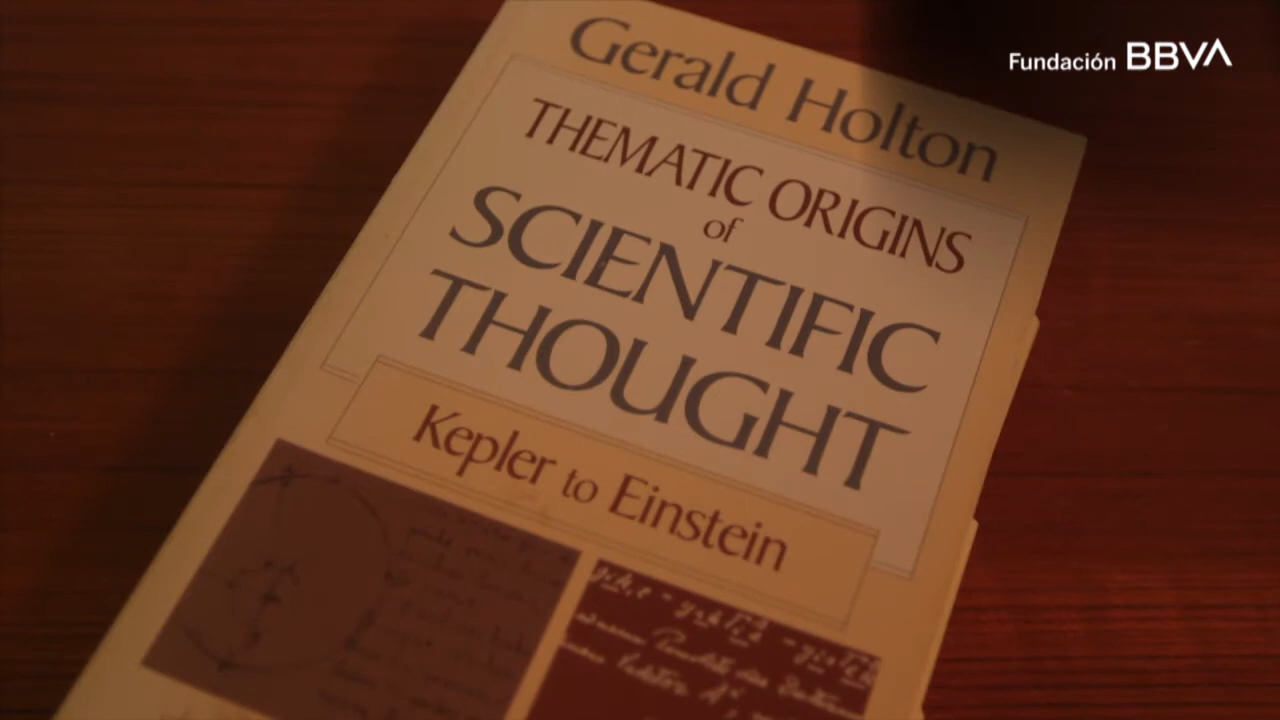 Fundación BBVA
Gerald Holton
THEMATIC ORIGINS
of
SCIENTIFIC
THOUGHT
Kepler to Einstein